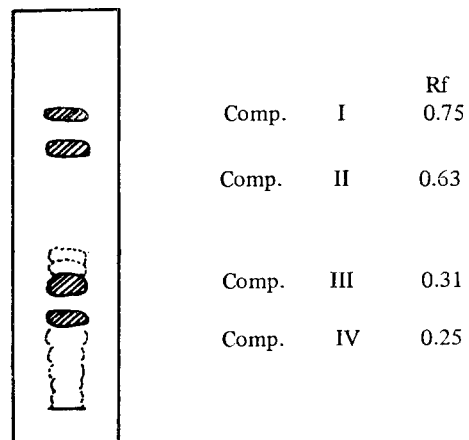 Rf
Comp. I 0.75
Comp. II 0.63
Comp. III 0.31
Comp. IV 0.25